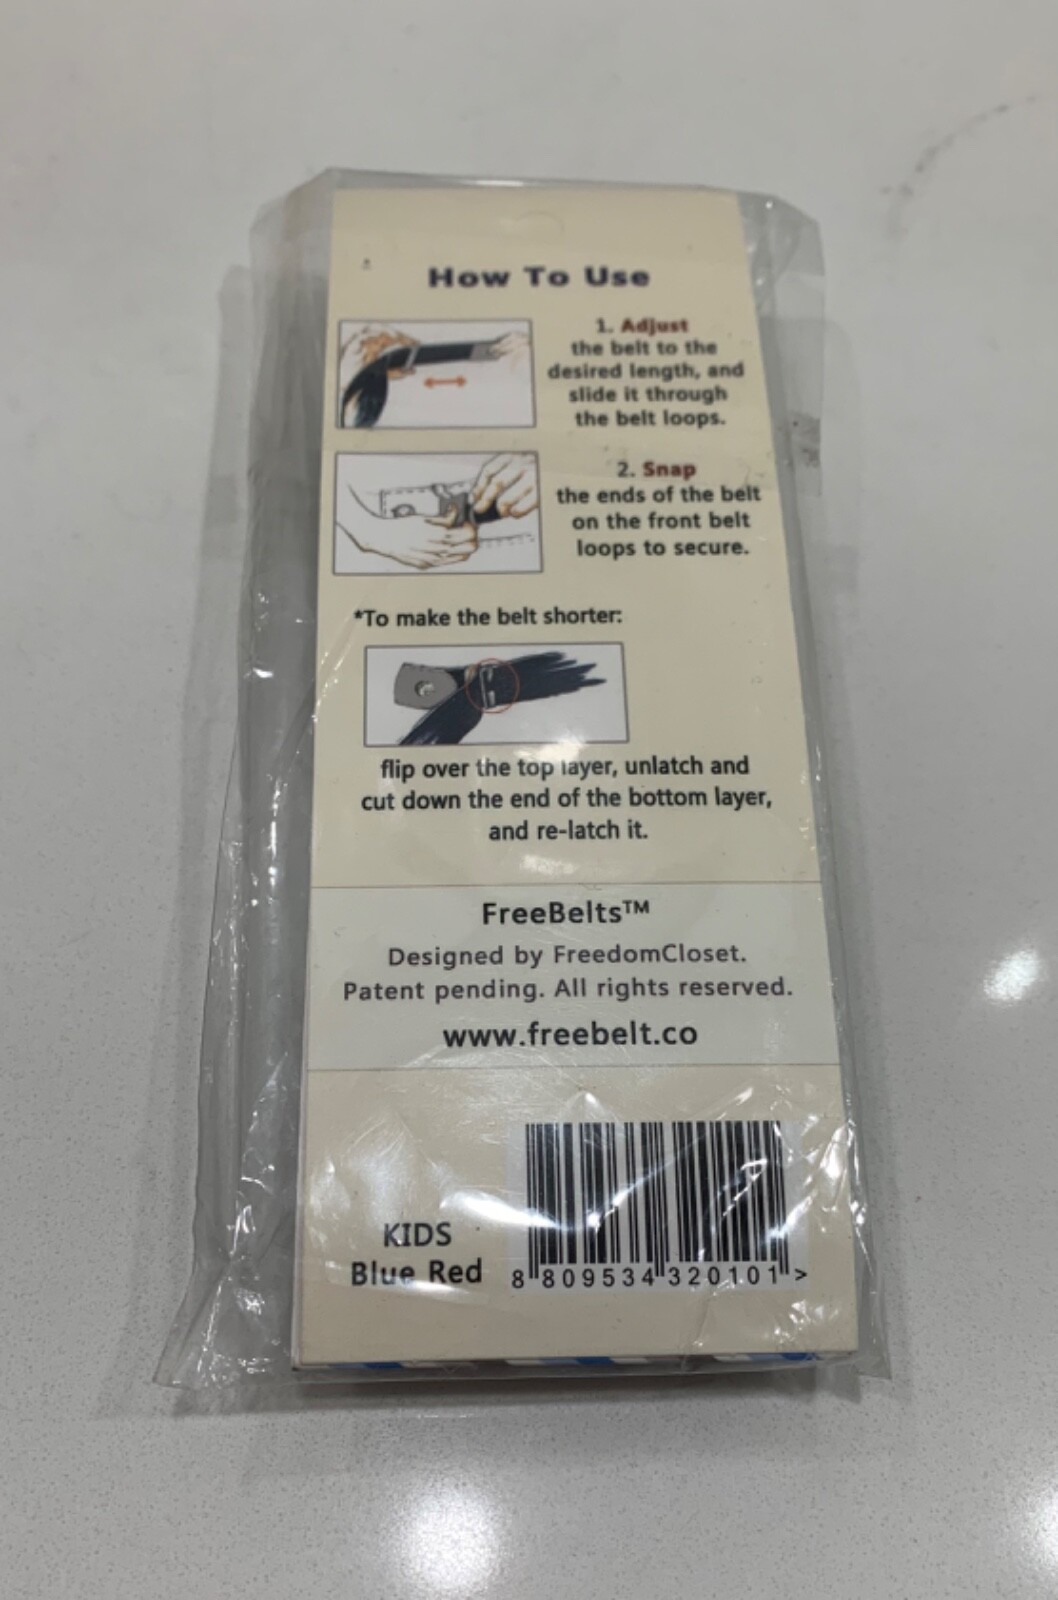 How To Use
1. Adjust
the belt to the
desired length, and
slide it through
the belt loops.
2. Snap
the ends of the belt
on the front belt
loops to secure.
*To make the belt shorter:
flip over the top layer, unlatch and
cut down the end of the bottom layer,
and re-latch it.
FreeBelts™
Designed by FreedomCloset.
Patent pending. All rights reserved.
www.freebelt.co
KIDS
Blue Red
8 809534 320101 >